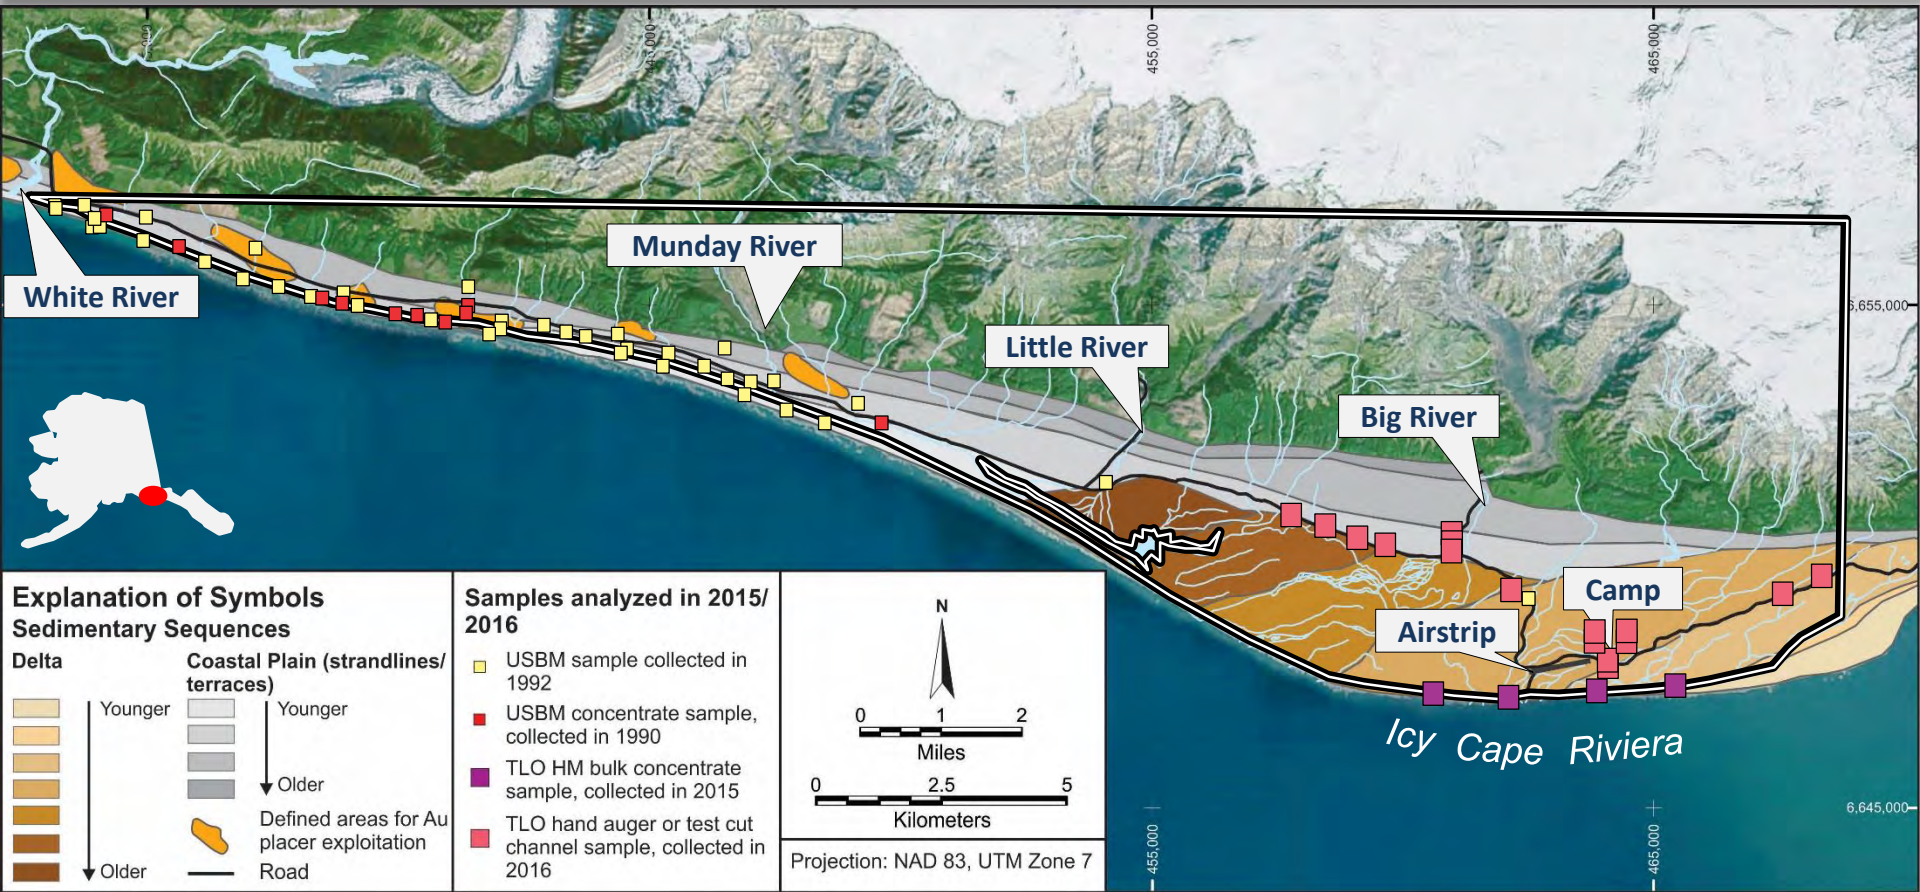 455,000
465,000
White River
Munday River
Little River
Big River
6,655,000
Camp
Airstrip
Icy Cape Riviera
6,645,000
455,000
465,000
Explanation of Symbols
Sedimentary Sequences
Delta
Younger
Older
Coastal Plain (strandlines/
terraces)
Younger
Older
Defined areas for Au
placer exploitation
Road
Samples analyzed in 2015/
2016
USBM sample collected in
1992
USBM concentrate sample,
collected in 1990
TLO HM bulk concentrate
sample, collected in 2015
TLO hand auger or test cut
channel sample, collected in
2016
N
0 1 2
Miles
0 2.5 5
Kilometers
Projection: NAD 83, UTM Zone 7